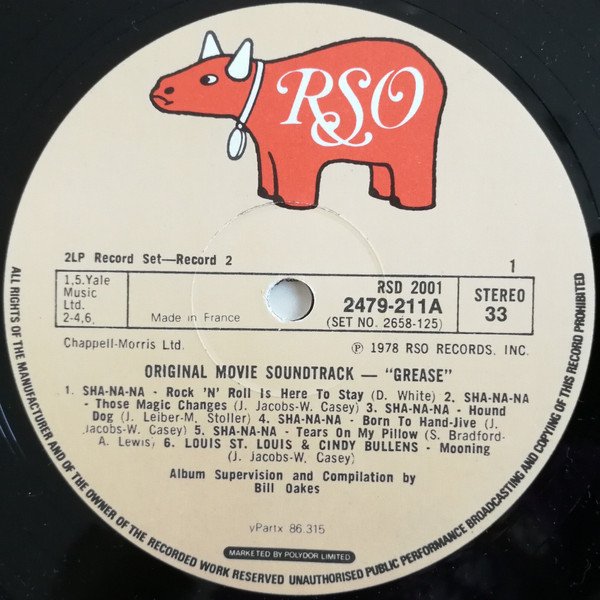 RSO
2LP Record Set—Record 2
1
1,5.Yale
Music
Ltd.
2-4,6,
Made in France
RSD 2001
2479-211A
(SET NO. 2658-125)
STEREO
33
Chappell-Morris Ltd.
℗ 1978 RSO RECORDS, INC.
ORIGINAL MOVIE SOUNDTRACK — "GREASE"
1. SHA-NA-NA - Rock 'N' Roll Is Here To Stay (D. White) 2. SHA-NA-NA
- Those Magic Changes (J. Jacobs-W. Casey) 3. SHA-NA-NA - Hound
Dog (J. Leiber-M. Stoller) 4. SHA-NA-NA - Born To Hand-Jive (J.
Jacobs-W. Casey) 5. SHA-NA-NA - Tears On My Pillow (S. Bradford-
A. Lewis) 6. LOUIS ST. LOUIS & CINDY BULLENS - Mooning
(J. Jacobs-W. Casey)
Album Supervision and Compilation by
Bill Oakes
yPartx 86.315
MARKETED BY POLYDOR LIMITED
ALL RIGHTS OF THE MANUFACTURER AND OF THE OWNER OF THE RECORDED WORK RESERVED UNAUTHORISED PUBLIC PERFORMANCE BROADCASTING AND COPYING OF THIS RECORD PROHIBITED